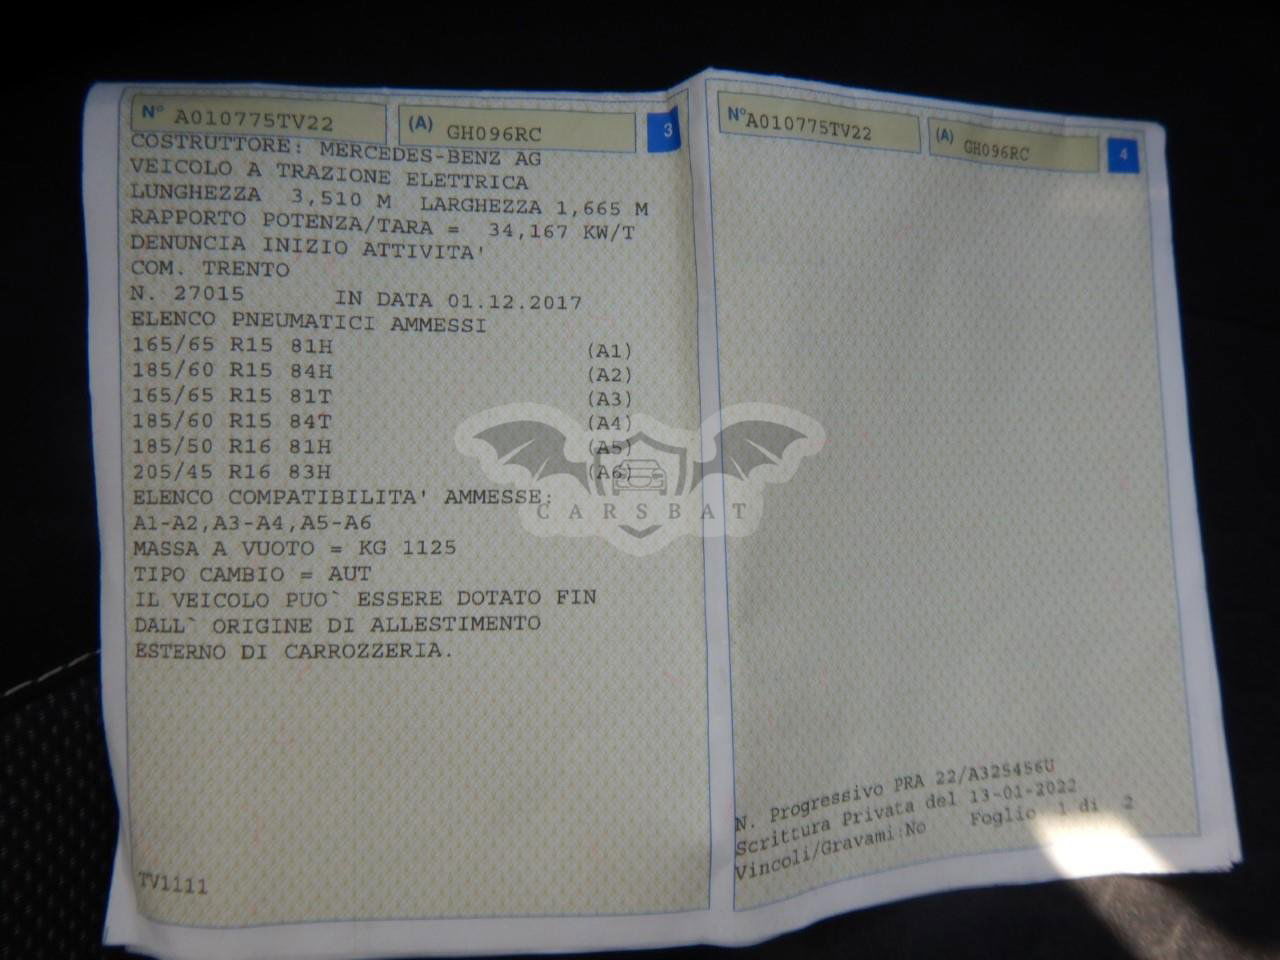 N° A010775TV22 (A) GH096RC 3
COSTRUTTORE: MERCEDES-BENZ AG
VEICOLO A TRAZIONE ELETTRICA
LUNGHEZZA 3,510 M LARGHEZZA 1,665 M
RAPPORTO POTENZA/TARA = 34,167 KW/T
DENUNCIA INIZIO ATTIVITA'
COM. TRENTO
N. 27015 IN DATA 01.12.2017
ELENCO PNEUMATICI AMMESSI
165/65 R15 81H (A1)
185/60 R15 84H (A2)
165/65 R15 81T (A3)
185/60 R15 84T (A4)
185/50 R16 81H (A5)
205/45 R16 83H (A6)
ELENCO COMPATIBILITA' AMMESSE:
A1-A2,A3-A4,A5-A6
MASSA A VUOTO = KG 1125
TIPO CAMBIO = AUT
IL VEICOLO PUO` ESSERE DOTATO FIN
DALL` ORIGINE DI ALLESTIMENTO
ESTERNO DI CARROZZERIA.
TV1111
N° A010775TV22 (A) GH096RC 4
N. Progressivo PRA 22/A325456U
Scrittura Privata del 13-01-2022
Vincoli/Gravami:No Foglio 1 di 2
CARSBAT